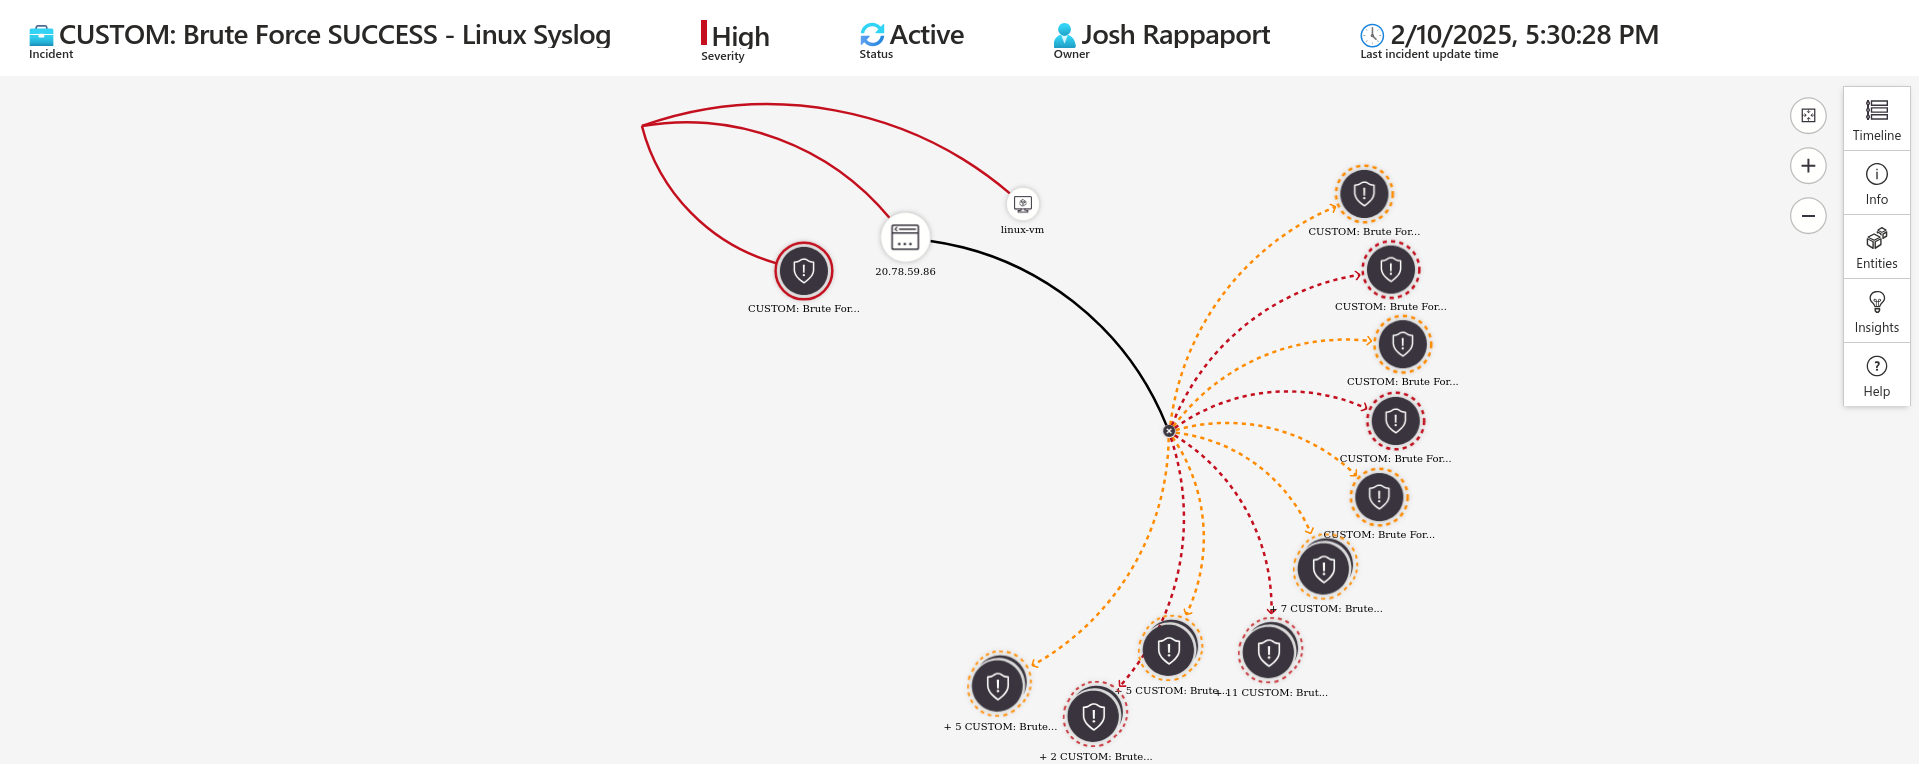 CUSTOM: Brute Force SUCCESS - Linux Syslog
Incident
High
Severity
Active
Status
Josh Rappaport
Owner
2/10/2025, 5:30:28 PM
Last incident update time
Timeline
Info
Entities
Insights
Help
linux-vm
20.78.59.86
CUSTOM: Brute For...
CUSTOM: Brute For...
CUSTOM: Brute For...
CUSTOM: Brute For...
CUSTOM: Brute For...
CUSTOM: Brute For...
+ 7 CUSTOM: Brute...
+ 5 CUSTOM: Brute...
+ 11 CUSTOM: Brut...
+ 5 CUSTOM: Brute...
+ 2 CUSTOM: Brute...